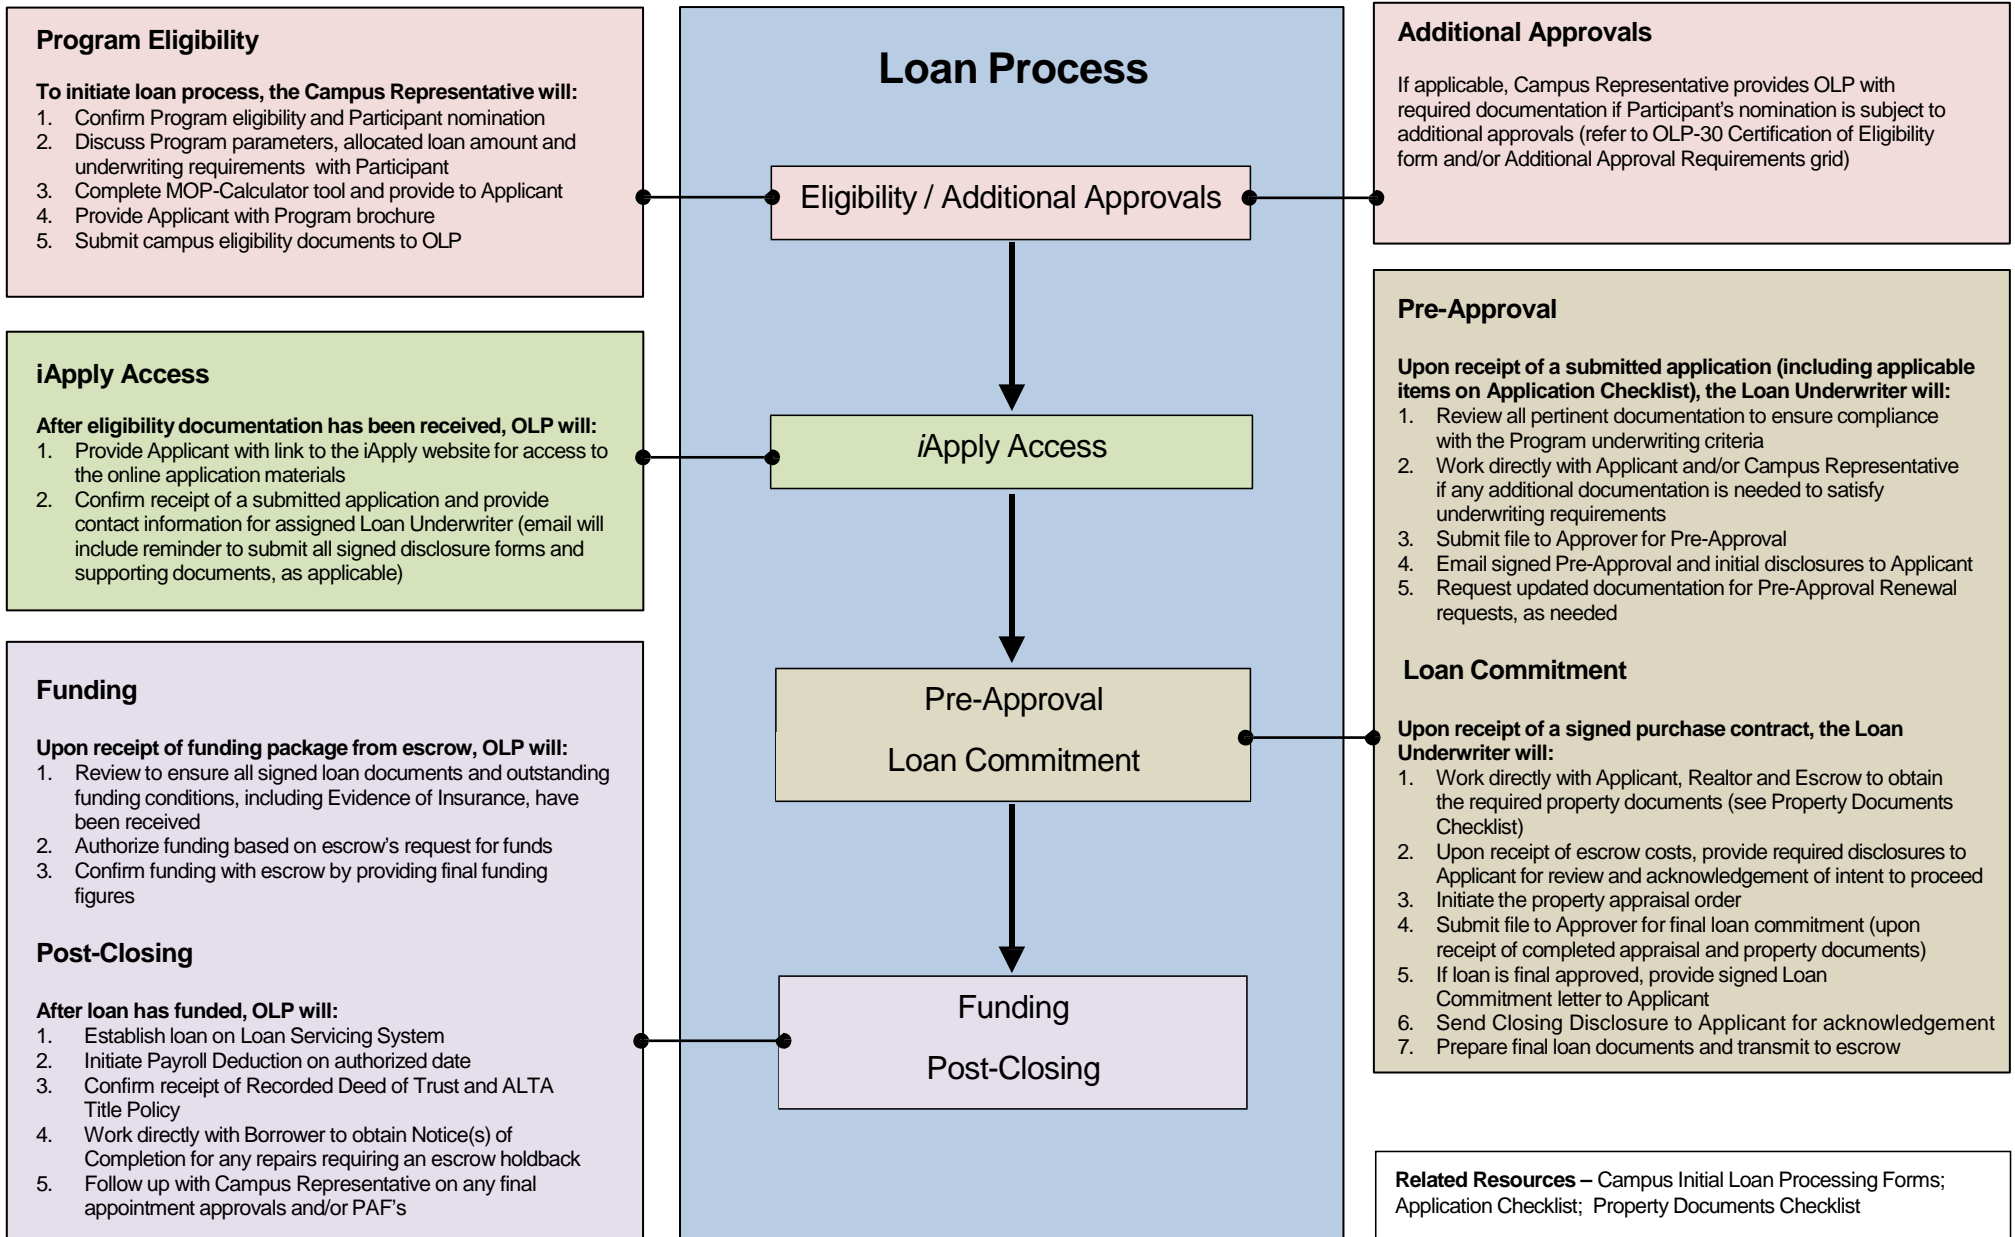 Program Eligibility
To initiate loan process, the Campus Representative will:
1. Confirm Program eligibility and Participant nomination
2. Discuss Program parameters, allocated loan amount and
underwriting requirements with Participant
3. Complete MOP-Calculator tool and provide to Applicant
4. Provide Applicant with Program brochure
5. Submit campus eligibility documents to OLP
iApply Access
After eligibility documentation has been received, OLP will:
1. Provide Applicant with link to the iApply website for access to
the online application materials
2. Confirm receipt of a submitted application and provide
contact information for assigned Loan Underwriter (email will
include reminder to submit all signed disclosure forms and
supporting documents, as applicable)
Funding
Upon receipt of funding package from escrow, OLP will:
1. Review to ensure all signed loan documents and outstanding
funding conditions, including Evidence of Insurance, have
been received
2. Authorize funding based on escrow's request for funds
3. Confirm funding with escrow by providing final funding
figures
Post-Closing
After loan has funded, OLP will:
1. Establish loan on Loan Servicing System
2. Initiate Payroll Deduction on authorized date
3. Confirm receipt of Recorded Deed of Trust and ALTA
Title Policy
4. Work directly with Borrower to obtain Notice(s) of
Completion for any repairs requiring an escrow holdback
5. Follow up with Campus Representative on any final
appointment approvals and/or PAF's
Loan Process
Eligibility / Additional Approvals
iApply Access
Pre-Approval
Loan Commitment
Funding
Post-Closing
Additional Approvals
If applicable, Campus Representative provides OLP with
required documentation if Participant's nomination is subject to
additional approvals (refer to OLP-30 Certification of Eligibility
form and/or Additional Approval Requirements grid)
Pre-Approval
Upon receipt of a submitted application (including applicable
items on Application Checklist), the Loan Underwriter will:
1. Review all pertinent documentation to ensure compliance
with the Program underwriting criteria
2. Work directly with Applicant and/or Campus Representative
if any additional documentation is needed to satisfy
underwriting requirements
3. Submit file to Approver for Pre-Approval
4. Email signed Pre-Approval and initial disclosures to Applicant
5. Request updated documentation for Pre-Approval Renewal
requests, as needed
Loan Commitment
Upon receipt of a signed purchase contract, the Loan
Underwriter will:
1. Work directly with Applicant, Realtor and Escrow to obtain
the required property documents (see Property Documents
Checklist)
2. Upon receipt of escrow costs, provide required disclosures to
Applicant for review and acknowledgement of intent to proceed
3. Initiate the property appraisal order
4. Submit file to Approver for final loan commitment (upon
receipt of completed appraisal and property documents)
5. If loan is final approved, provide signed Loan
Commitment letter to Applicant
6. Send Closing Disclosure to Applicant for acknowledgement
7. Prepare final loan documents and transmit to escrow
Related Resources – Campus Initial Loan Processing Forms;
Application Checklist; Property Documents Checklist